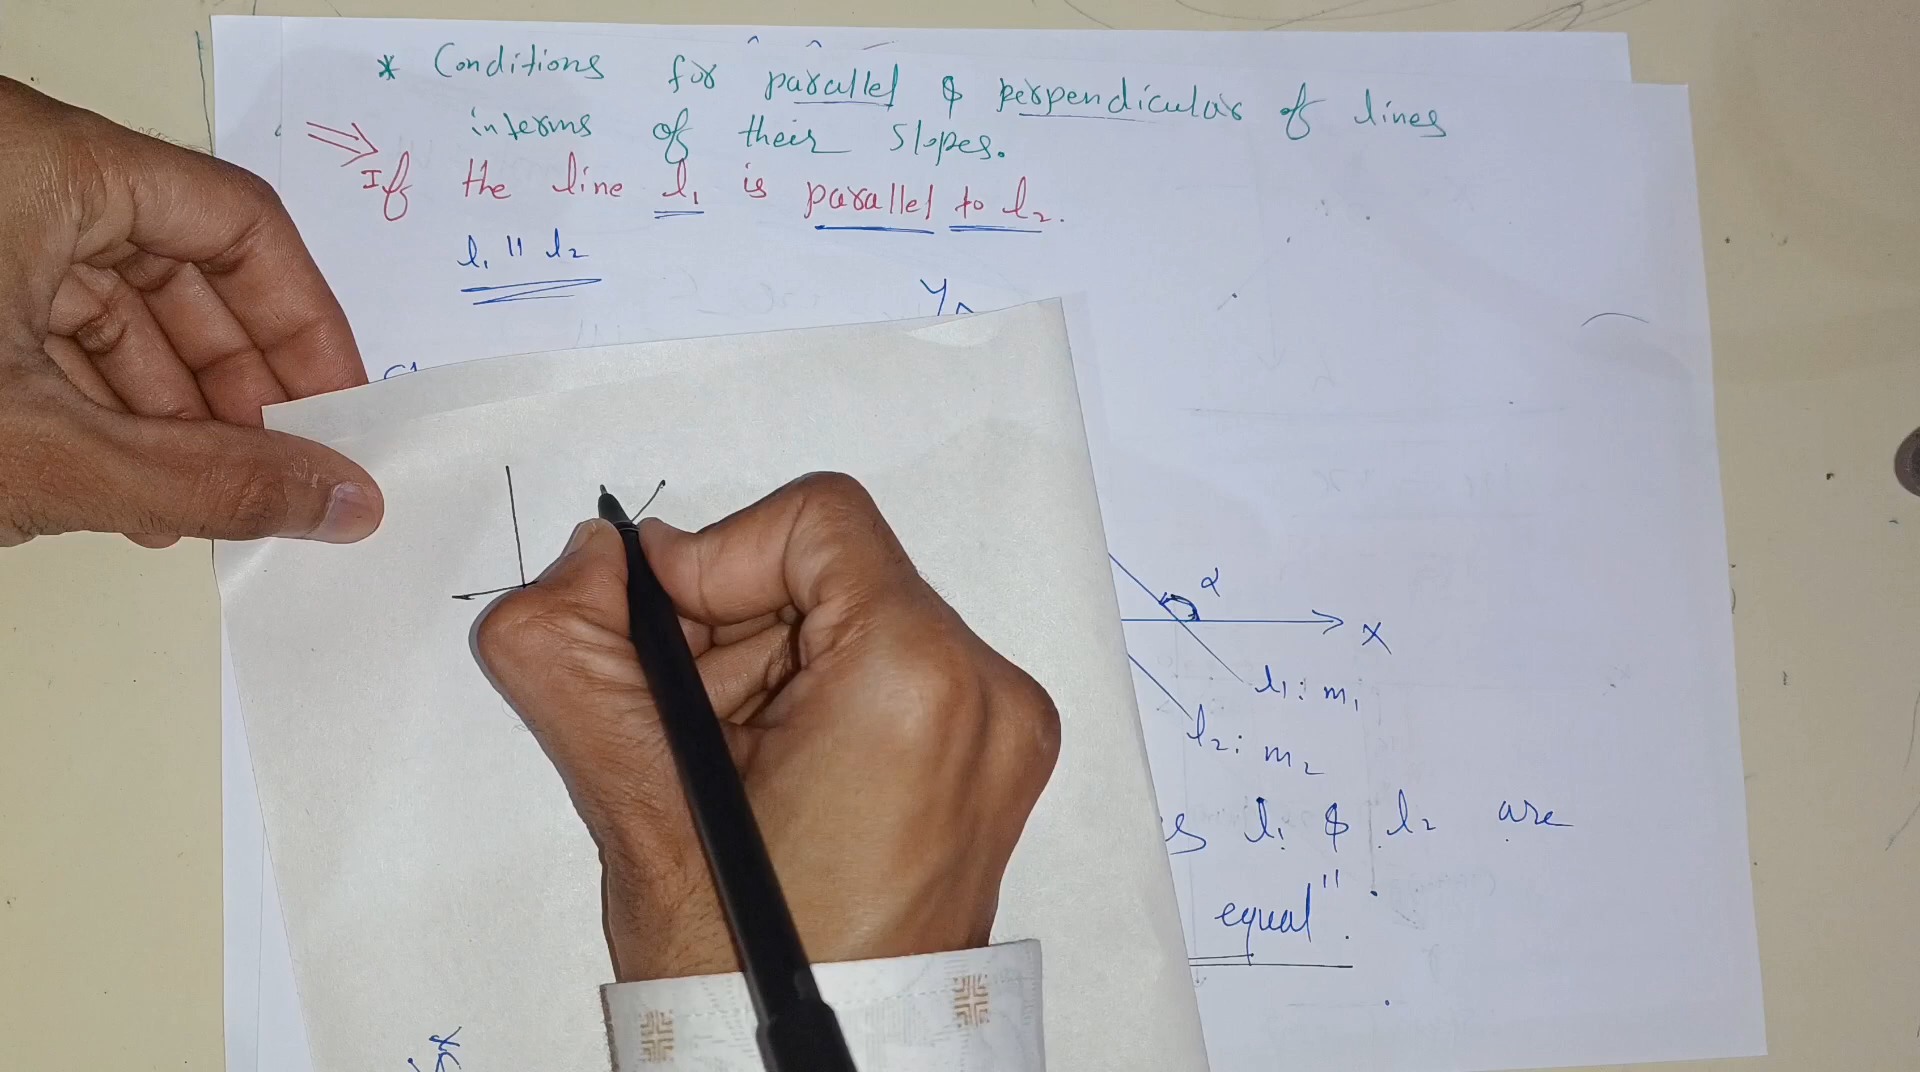 * Conditions for parallel & perpendicular of lines
interms of their slopes.
If the line l₁ is parallel to l₂.
l₁ || l₂
Y
α
X
l₁ : m₁
l₂ : m₂
l₁ & l₂ are
equal".